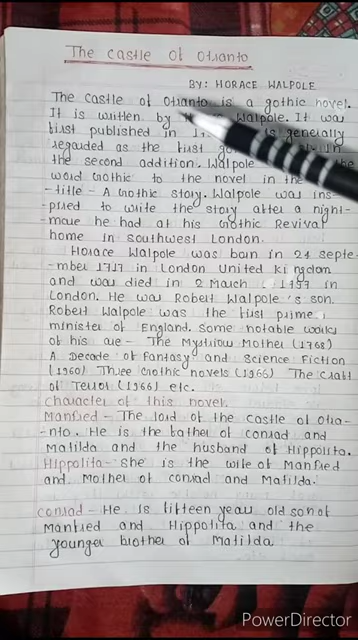 The Castle Of Otranto
BY: HORACE WALPOLE
The Castle of Otranto is a gothic novel.
It is written by Walpole. It was
first published in 17 is generally
regarded as the first
the second addition. Walpole the
word Gothic to the novel in the
-title - A Gothic Story. Walpole was ins-
-pired to write the story after a night-
-mare he had at his Gothic Revival
home in southwest London.
Horace Walpole was born in 24 septe-
-mber 1717 in London United Kingdom
and was died in 2 March 1797 in
London. He was Robert Walpole's son.
Robert Walpole was the first prime
minister of England. Some notable works
of his are - The Mystrious Mother (1768)
A Decade of Fantasy and Science Fiction
(1960) Three Gothic novels (1966) The Craft
of Terror (1966) etc.
Character of this novel.
Manfred - The lord of the castle of Otra-
-nto. He is the father of conrad and
Matilda and the husband of Hippolita.
Hippolita - She is the wife of Manfred
and Mother of conrad and Matilda.
conrad - He is fifteen year old son of
Manfred and Hippolita and the
younger brother of Matilda
PowerDirector